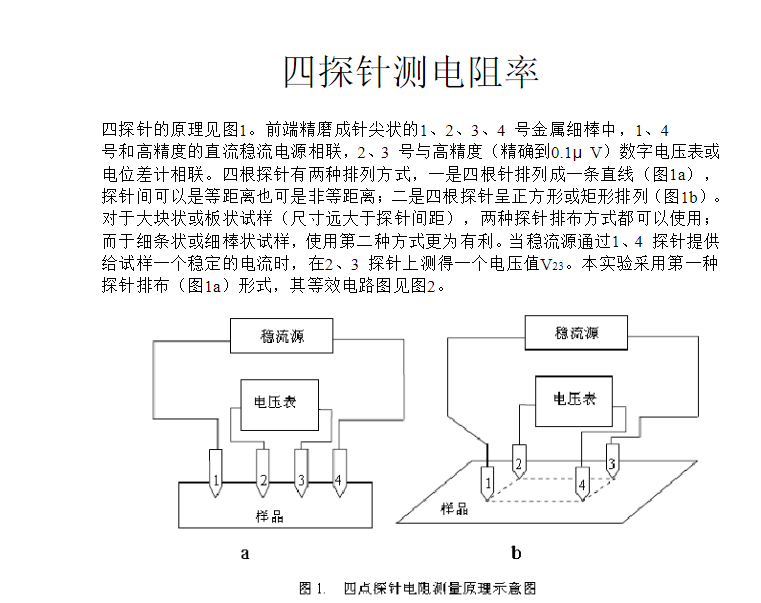 四探针测电阻率
四探针的原理见图1。前端精磨成针尖状的1、2、3、4 号金属细棒中，1、4
号和高精度的直流稳流电源相联，2、3 号与高精度（精确到0.1μ V）数字电压表或
电位差计相联。四根探针有两种排列方式，一是四根针排列成一条直线（图1a），
探针间可以是等距离也可是非等距离；二是四根探针呈正方形或矩形排列（图1b）。
对于大块状或板状试样（尺寸远大于探针间距），两种探针排布方式都可以使用；
而于细条状或细棒状试样，使用第二种方式更为有利。当稳流源通过1、4 探针提供
给试样一个稳定的电流时，在2、3 探针上测得一个电压值V23。本实验采用第一种
探针排布（图1a）形式，其等效电路图见图2。
稳流源
电压表
1 2 3 4
样品
a
稳流源
电压表
2 3
1 4
样品
b
图 1. 四点探针电阻测量原理示意图